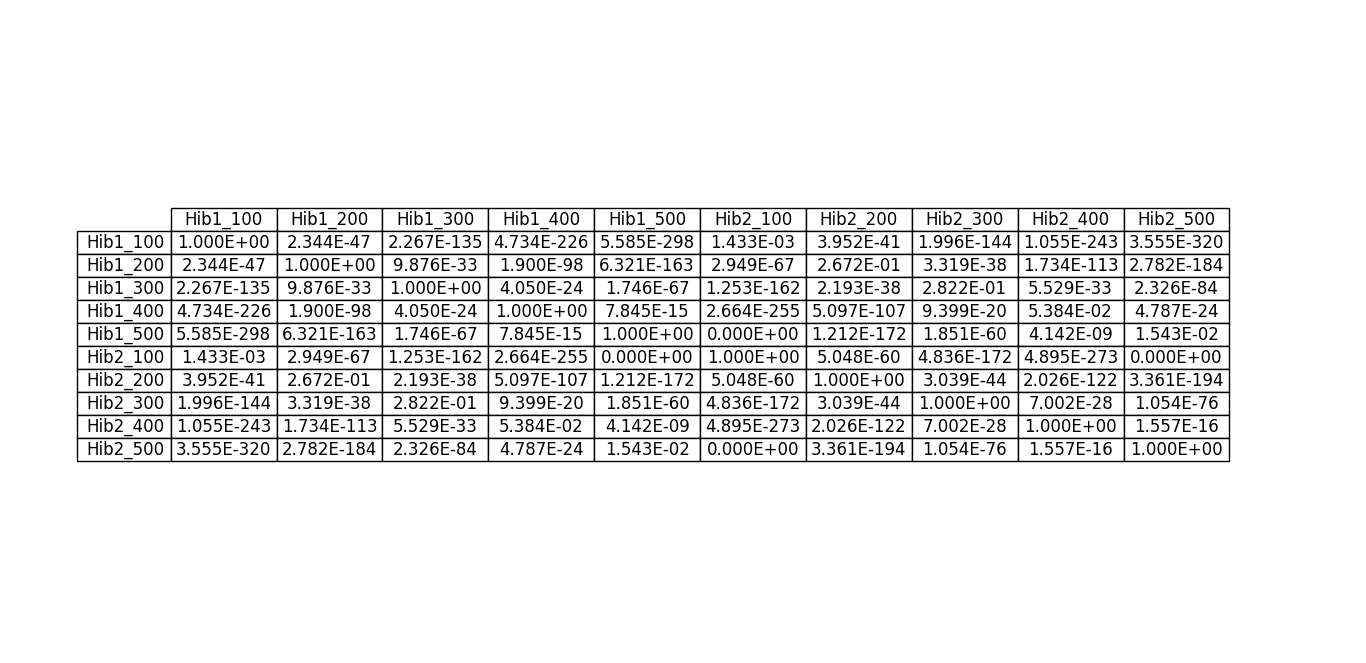 Hib1_100 Hib1_200 Hib1_300 Hib1_400 Hib1_500 Hib2_100 Hib2_200 Hib2_300 Hib2_400 Hib2_500
Hib1_100 1.000E+00 2.344E-47 2.267E-135 4.734E-226 5.585E-298 1.433E-03 3.952E-41 1.996E-144 1.055E-243 3.555E-320
Hib1_200 2.344E-47 1.000E+00 9.876E-33 1.900E-98 6.321E-163 2.949E-67 2.672E-01 3.319E-38 1.734E-113 2.782E-184
Hib1_300 2.267E-135 9.876E-33 1.000E+00 4.050E-24 1.746E-67 1.253E-162 2.193E-38 2.822E-01 5.529E-33 2.326E-84
Hib1_400 4.734E-226 1.900E-98 4.050E-24 1.000E+00 7.845E-15 2.664E-255 5.097E-107 9.399E-20 5.384E-02 4.787E-24
Hib1_500 5.585E-298 6.321E-163 1.746E-67 7.845E-15 1.000E+00 0.000E+00 1.212E-172 1.851E-60 4.142E-09 1.543E-02
Hib2_100 1.433E-03 2.949E-67 1.253E-162 2.664E-255 0.000E+00 1.000E+00 5.048E-60 4.836E-172 4.895E-273 0.000E+00
Hib2_200 3.952E-41 2.672E-01 2.193E-38 5.097E-107 1.212E-172 5.048E-60 1.000E+00 3.039E-44 2.026E-122 3.361E-194
Hib2_300 1.996E-144 3.319E-38 2.822E-01 9.399E-20 1.851E-60 4.836E-172 3.039E-44 1.000E+00 7.002E-28 1.054E-76
Hib2_400 1.055E-243 1.734E-113 5.529E-33 5.384E-02 4.142E-09 4.895E-273 2.026E-122 7.002E-28 1.000E+00 1.557E-16
Hib2_500 3.555E-320 2.782E-184 2.326E-84 4.787E-24 1.543E-02 0.000E+00 3.361E-194 1.054E-76 1.557E-16 1.000E+00